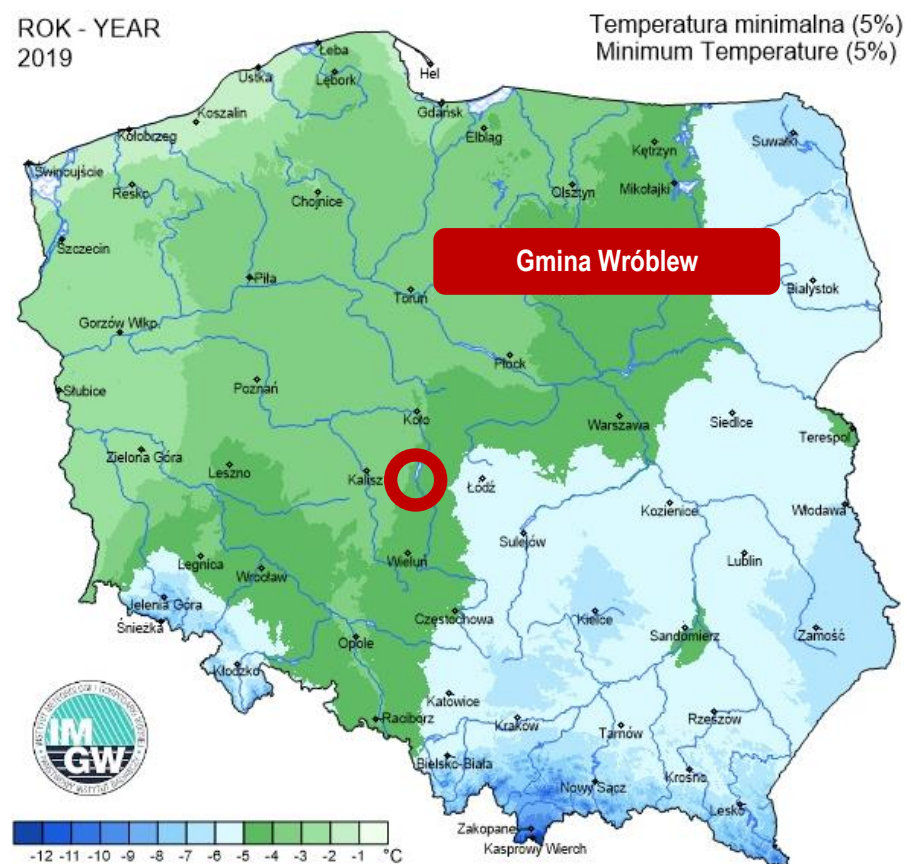 ROK - YEAR
2019
Temperatura minimalna (5%)
Minimum Temperature (5%)
Łeba
Hel
Ustka
Lębork
Gdańsk
Koszalin
Kołobrzeg
Elbląg
Kętrzyn
Suwałki
Świnoujście
Resko
Chojnice
Olsztyn
Mikołajki
Szczecin
Gmina Wróblew
Piła
Toruń
Białystok
Gorzów Wlkp.
Płock
Słubice
Poznań
Koło
Warszawa
Siedlce
Terespol
Zielona Góra
Leszno
Kalisz
Łódź
Kozienice
Włodawa
Sulejów
Legnica
Wrocław
Wieluń
Lublin
Jelenia Góra
Śnieżka
Częstochowa
Kielce
Sandomierz
Zamość
Opole
Kłodzko
Katowice
Racibórz
Kraków
Tarnów
Rzeszów
Bielsko-Biała
Nowy Sącz
Krosno
Lesko
Zakopane
Kasprowy Wierch
IM
GW
-12 -11 -10 -9 -8 -7 -6 -5 -4 -3 -2 -1 °C